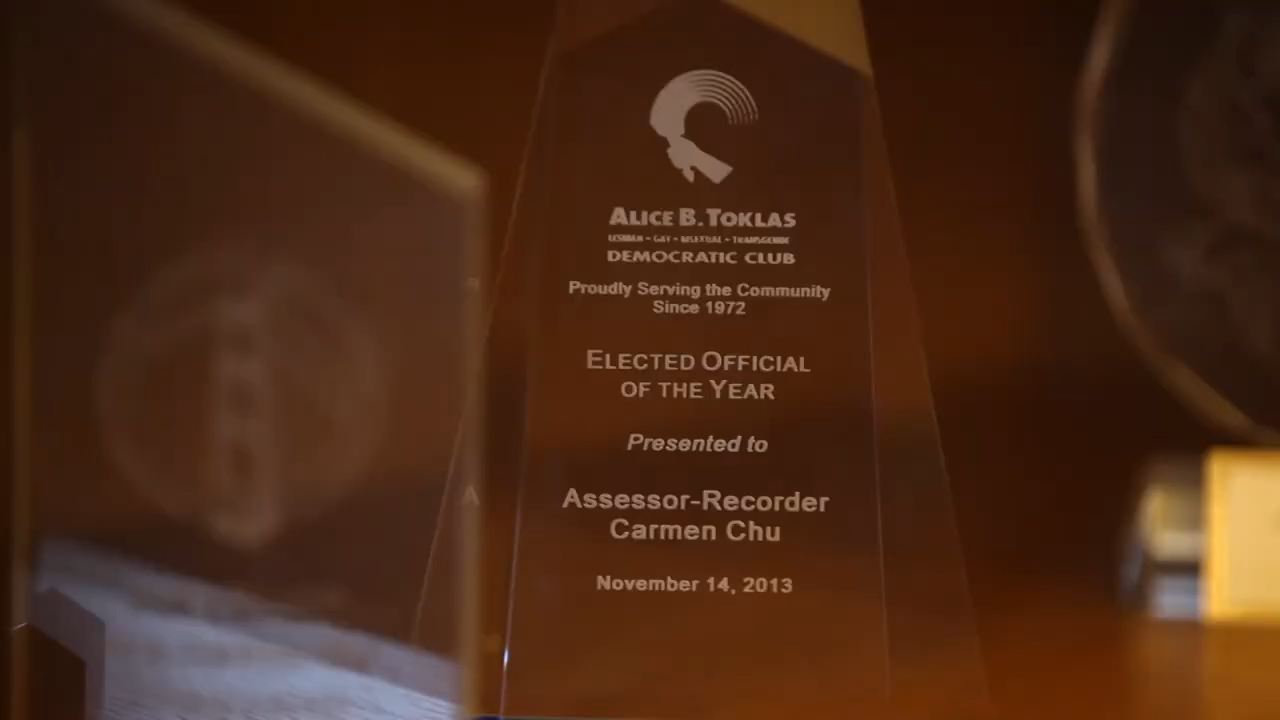 ALICE B. TOKLAS
LESBIAN • GAY • BISEXUAL • TRANSGENDER
DEMOCRATIC CLUB
Proudly Serving the Community
Since 1972
ELECTED OFFICIAL
OF THE YEAR
Presented to
Assessor-Recorder
Carmen Chu
November 14, 2013